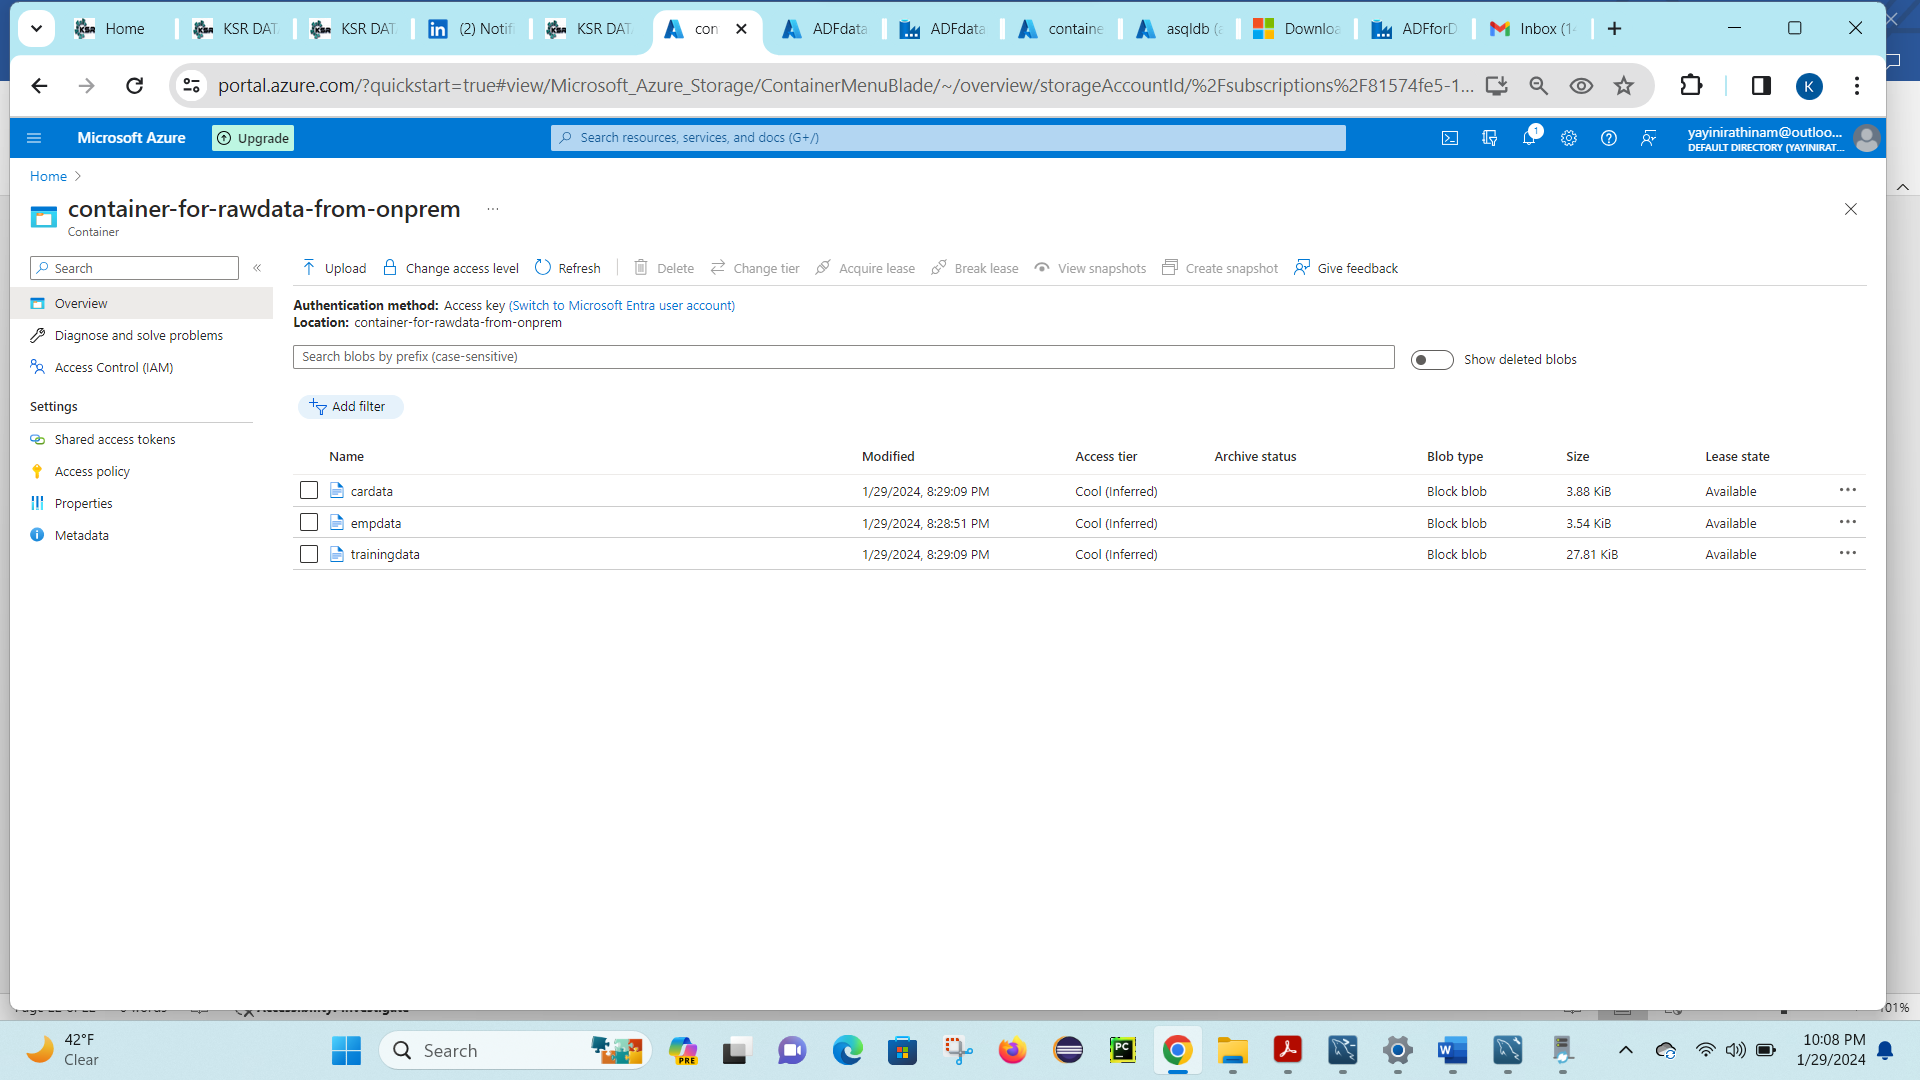 Home
KSR DAT
KSR DAT
(2) Notifi
KSR DAT
con
ADFdata
ADFdata
containe
asqldb (a
Downloa
ADFforD
Inbox (14
portal.azure.com/?quickstart=true#view/Microsoft_Azure_Storage/ContainerMenuBlade/~/overview/storageAccountId/%2Fsubscriptions%2F81574fe5-1...
K
Microsoft Azure
Upgrade
Search resources, services, and docs (G+/)
1
yayinirathinam@outloo...
DEFAULT DIRECTORY (YAYINIRAT...
Home >
container-for-rawdata-from-onprem ...
Container
Search «
Upload Change access level Refresh Delete Change tier Acquire lease Break lease View snapshots Create snapshot Give feedback
Overview
Diagnose and solve problems
Access Control (IAM)
Settings
Shared access tokens
Access policy
Properties
Metadata
Authentication method: Access key (Switch to Microsoft Entra user account)
Location: container-for-rawdata-from-onprem
Search blobs by prefix (case-sensitive)
Show deleted blobs
Add filter
Name Modified Access tier Archive status Blob type Size Lease state
cardata 1/29/2024, 8:29:09 PM Cool (Inferred) Block blob 3.88 KiB Available ...
empdata 1/29/2024, 8:28:51 PM Cool (Inferred) Block blob 3.54 KiB Available ...
trainingdata 1/29/2024, 8:29:09 PM Cool (Inferred) Block blob 27.81 KiB Available ...
42°F
Clear
Search
PRE
PC
10:08 PM
1/29/2024